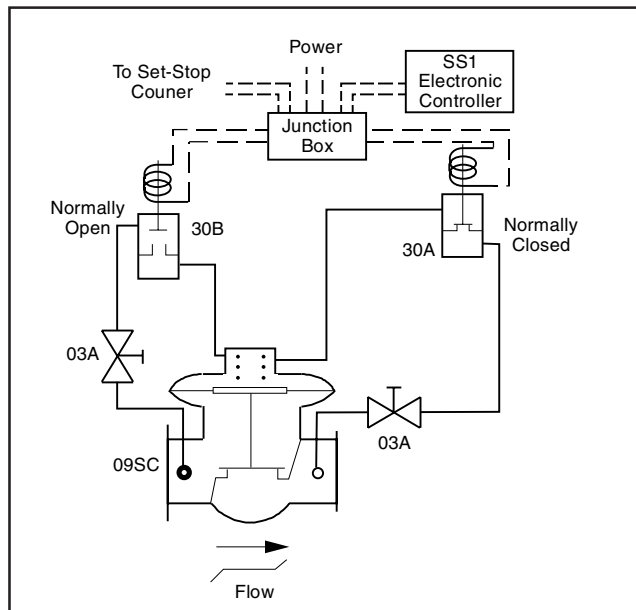 Power
To Set-Stop
Couner
SS1
Electronic
Controller
Junction
Box
Normally
Open
30B
30A
Normally
Closed
03A
03A
09SC
Flow